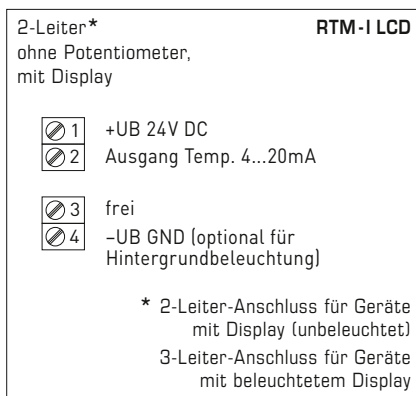 2-Leiter* RTM-I LCD
ohne Potentiometer,
mit Display
1 +UB 24V DC
2 Ausgang Temp. 4...20mA
3 frei
4 –UB GND (optional für
Hintergrundbeleuchtung)
* 2-Leiter-Anschluss für Geräte
mit Display (unbeleuchtet)
3-Leiter-Anschluss für Geräte
mit beleuchtetem Display